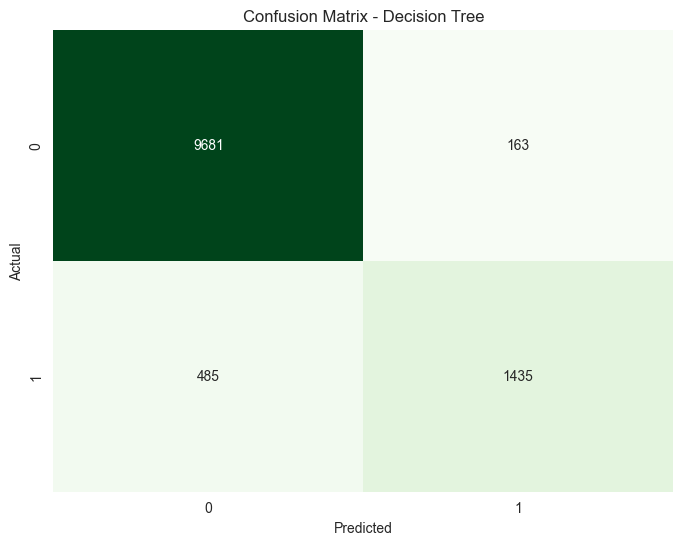 Confusion Matrix - Decision Tree
Actual
0
9681
163
1
485
1435
0
1
Predicted